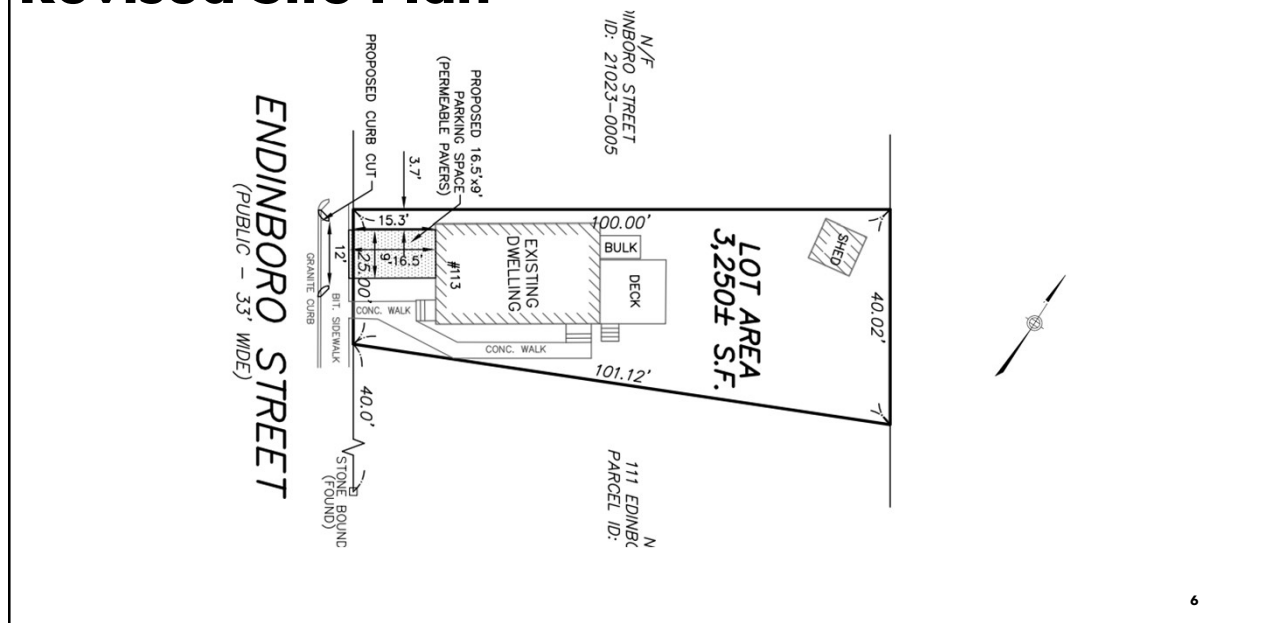 Revised Site Plan
N/F
INBORO STREET
ID: 21023-0005
PROPOSED CURB CUT
PROPOSED 16.5'x9'
PARKING SPACE
(PERMEABLE PAVERS)
3.7'
ENDINBORO STREET
(PUBLIC - 33' WIDE)
GRANITE CURB
BIT. SIDEWALK
12'
15.3'
25.00'
9'
16.5'
#113
EXISTING
DWELLING
100.00'
BULK
DECK
CONC. WALK
CONC. WALK
LOT AREA
3,250± S.F.
SHED
40.02'
101.12'
40.0'
STONE BOUND
(FOUND)
N
111 EDINBO
PARCEL ID:
6